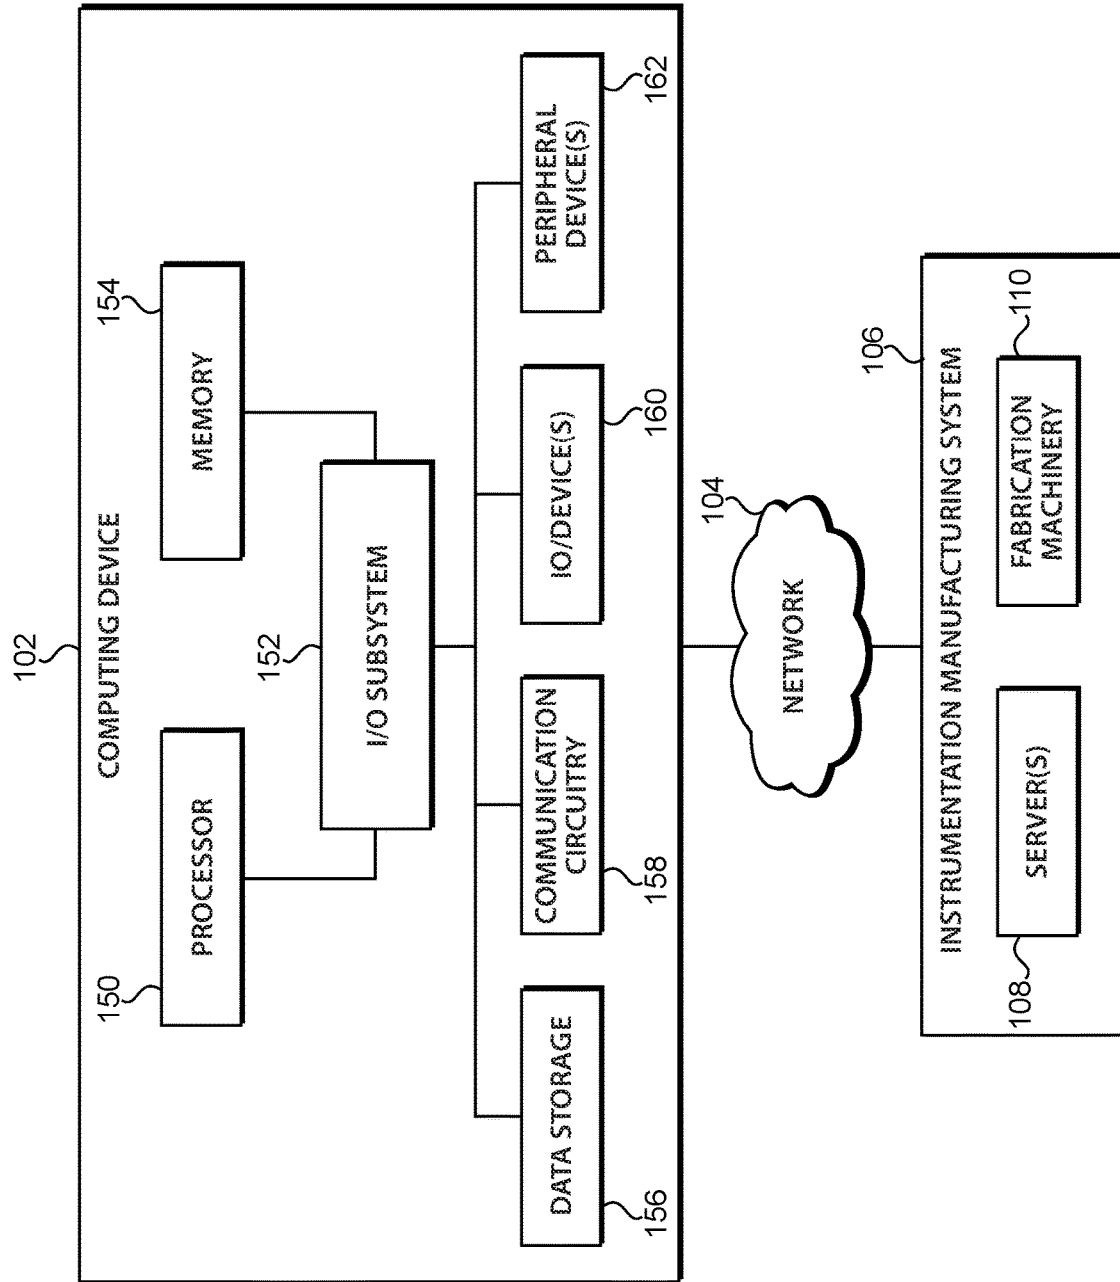 102
COMPUTING DEVICE
150
PROCESSOR
154
MEMORY
152
I/O SUBSYSTEM
DATA STORAGE
156
COMMUNICATION
CIRCUITRY
158
IO/DEVICE(S)
160
PERIPHERAL
DEVICE(S)
162
104
NETWORK
106
INSTRUMENTATION MANUFACTURING SYSTEM
108
SERVER(S)
FABRICATION
MACHINERY
110